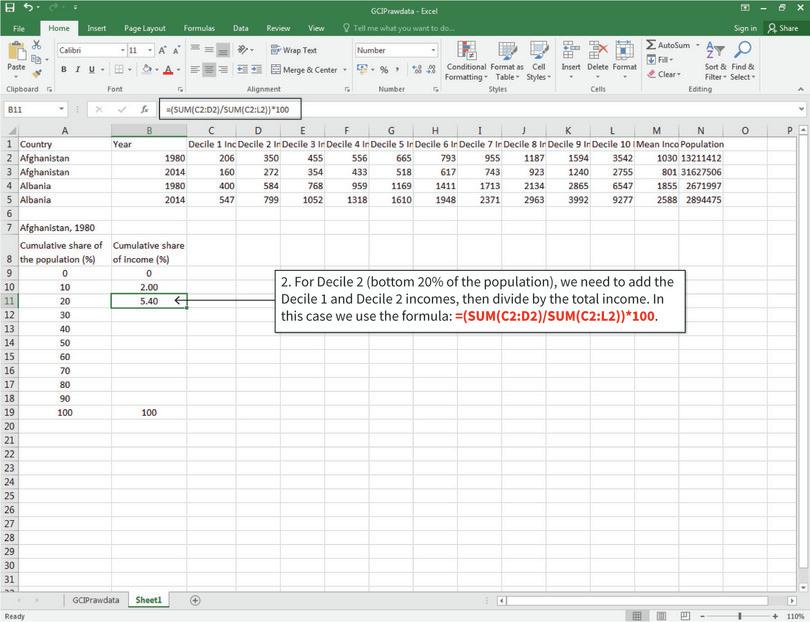 GCIPrawdata - Excel
File Home Insert Page Layout Formulas Data Review View Tell me what you want to do... Sign in Share
Calibri 11 A A Wrap Text Number AutoSum
Paste Fill
B I U A Merge & Center % , Conditional Format as Cell Insert Delete Format Clear Sort & Find &
Formatting Table Styles Filter Select
Clipboard Font Alignment Number Styles Cells Editing
B11 fx =(SUM(C2:D2)/SUM(C2:L2))*100
A B C D E F G H I J K L M N O P
1 Country Year Decile 1 Inc Decile 2 In Decile 3 In Decile 4 In Decile 5 In Decile 6 In Decile 7 In Decile 8 In Decile 9 In Decile 10 I Mean Inco Population
2 Afghanistan 1980 206 350 455 556 665 793 955 1187 1594 3542 1030 13211412
3 Afghanistan 2014 160 272 354 433 518 617 743 923 1240 2755 801 31627506
4 Albania 1980 400 584 768 959 1169 1411 1713 2134 2865 6547 1855 2671997
5 Albania 2014 547 799 1052 1318 1610 1948 2371 2963 3992 9277 2588 2894475
6
7 Afghanistan, 1980
Cumulative share of Cumulative share
8 the population (%) of income (%)
9 0 0
10 10 2.00
11 20 5.40
12 30
13 40
14 50
15 60
16 70
17 80
18 90
19 100 100
20
21
22
23
24
25
26
27
28
29
30
31
2. For Decile 2 (bottom 20% of the population), we need to add the
Decile 1 and Decile 2 incomes, then divide by the total income. In
this case we use the formula: =(SUM(C2:D2)/SUM(C2:L2))*100.
GCIPrawdata Sheet1
Ready 110%